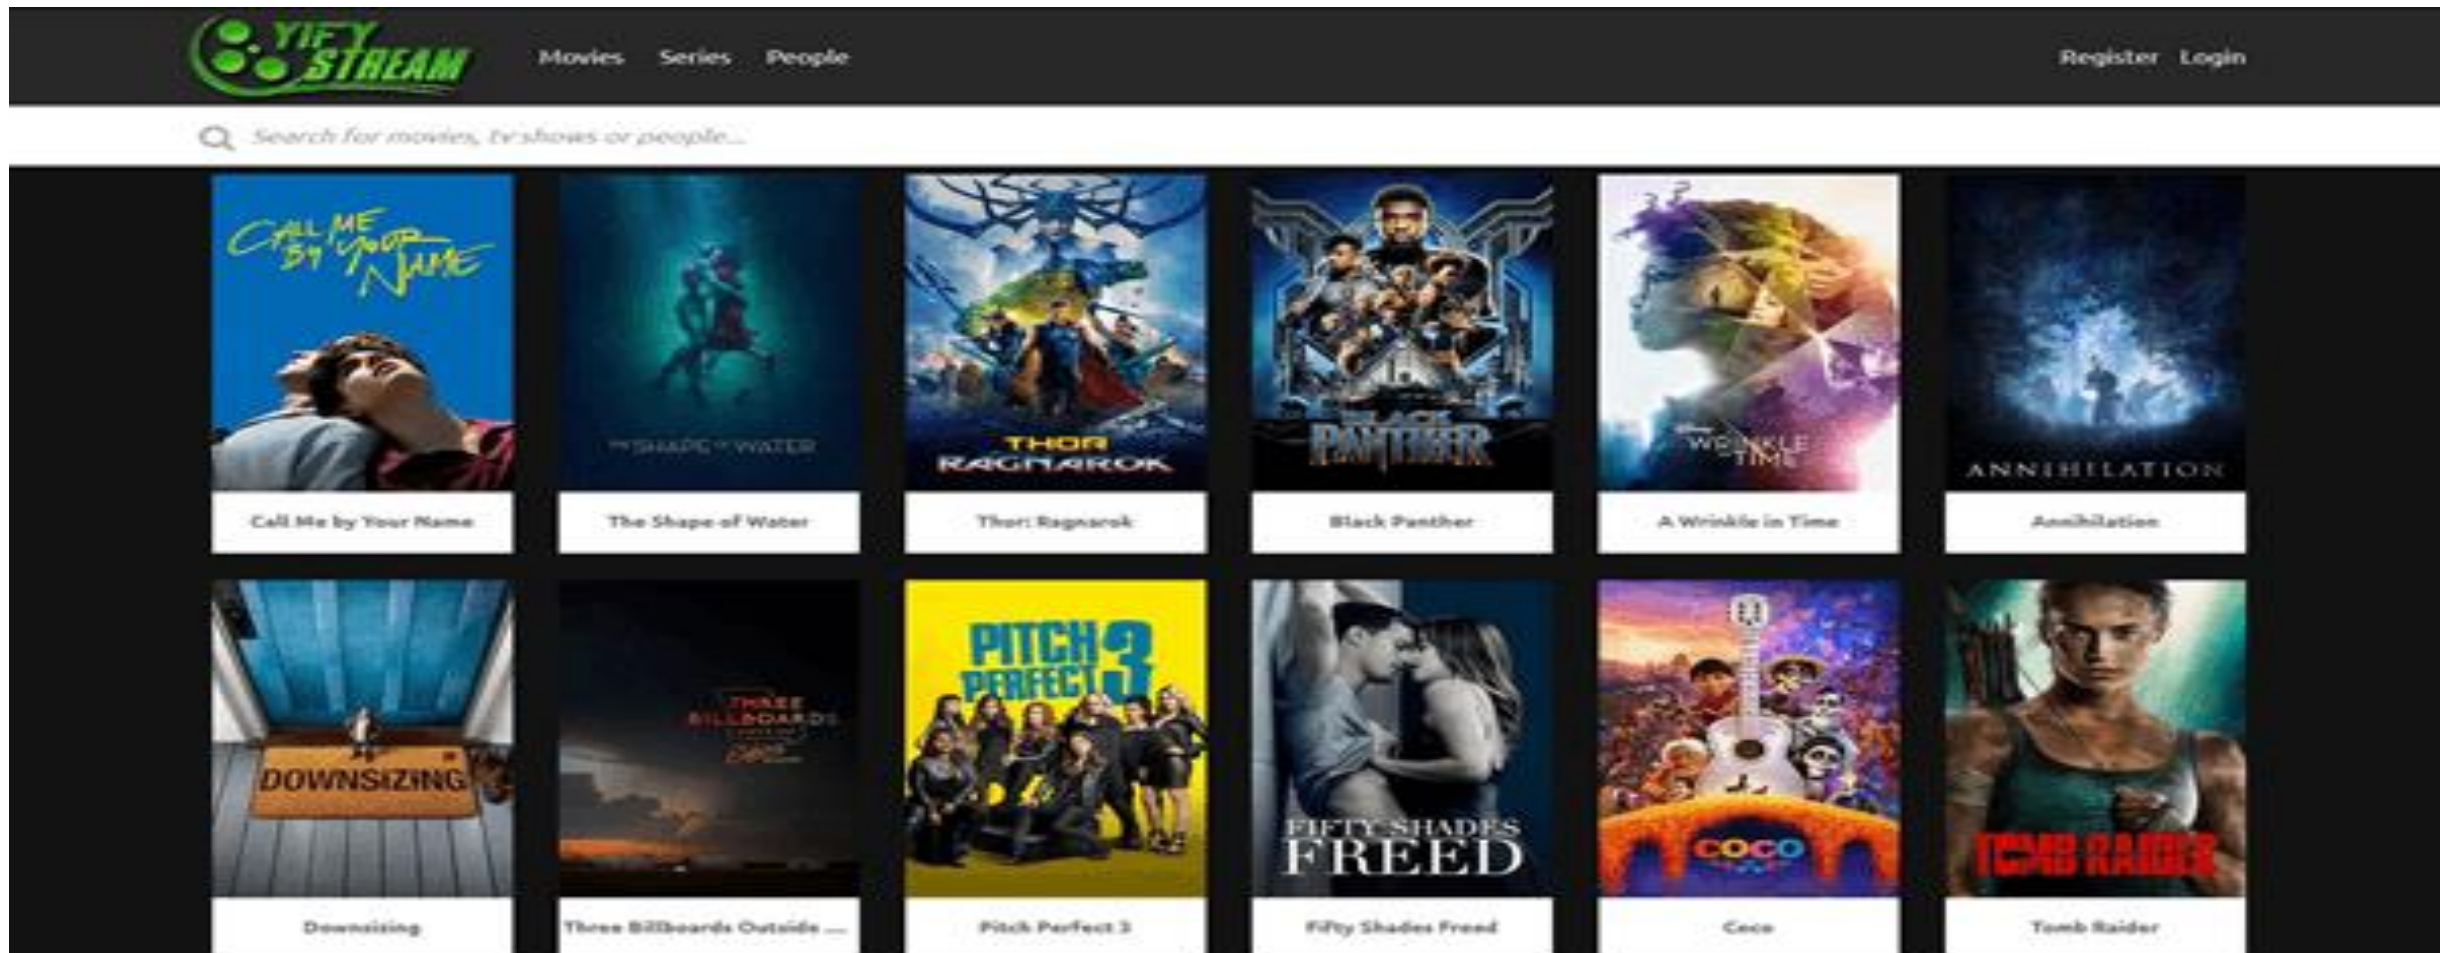 YIFY
STREAM
Movies Series People
Register Login
Search for movies, tv shows or people...
CALL ME
BY YOUR
NAME
THE SHAPE OF WATER
THOR
RAGNAROK
BLACK
PANTHER
Disney
A WRINKLE
IN TIME
ANNIHILATION
Call Me by Your Name
The Shape of Water
Thor: Ragnarok
Black Panther
A Wrinkle in Time
Annihilation
DOWNSIZING
THREE
BILLBOARDS
PITCH
PERFECT 3
FIFTY SHADES
FREED
COCO
TOMB RAIDER
Downsizing
Three Billboards Outside ...
Pitch Perfect 3
Fifty Shades Freed
Coco
Tomb Raider